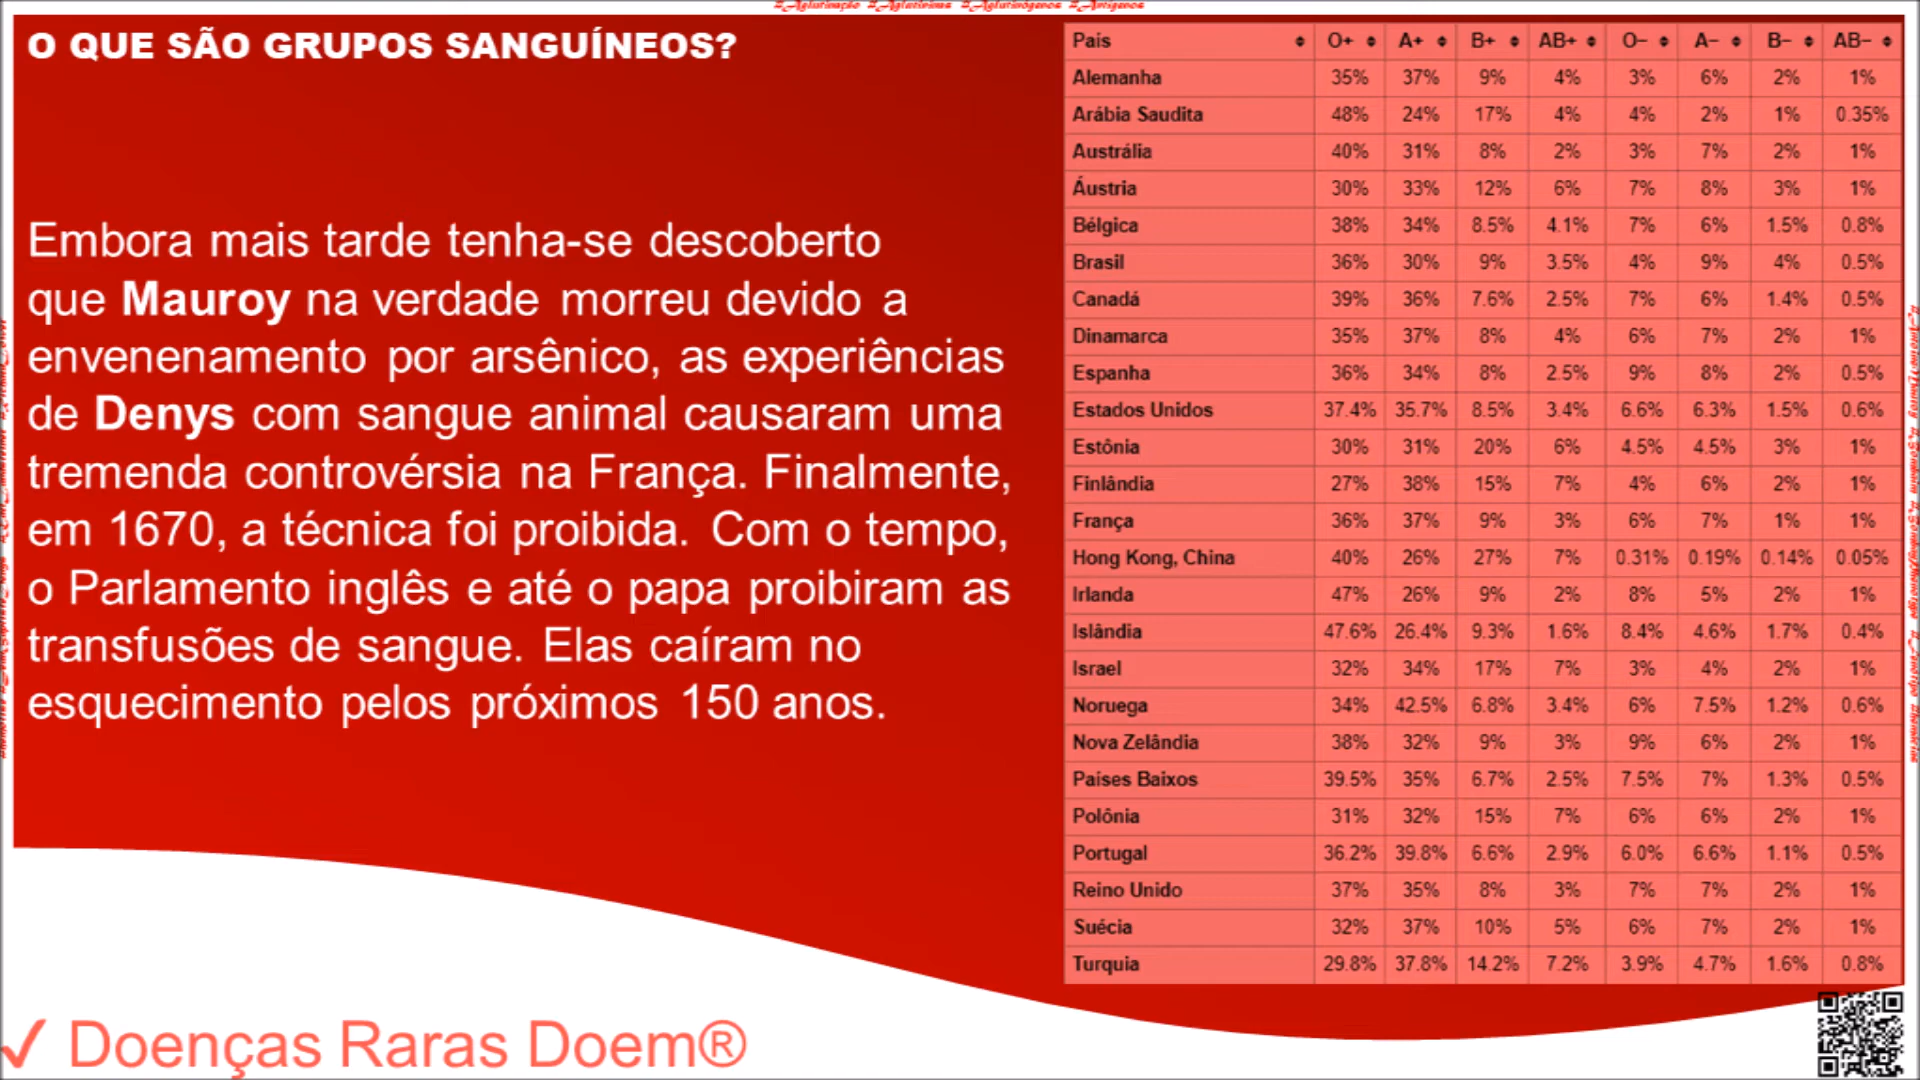 #Aglutinação #Aglutininas #Aglutinógenos #Antígenos
O QUE SÃO GRUPOS SANGUÍNEOS?
Embora mais tarde tenha-se descoberto
que Mauroy na verdade morreu devido a
envenenamento por arsênico, as experiências
de Denys com sangue animal causaram uma
tremenda controvérsia na França. Finalmente,
em 1670, a técnica foi proibida. Com o tempo,
o Parlamento inglês e até o papa proibiram as
transfusões de sangue. Elas caíram no
esquecimento pelos próximos 150 anos.
País O+ A+ B+ AB+ O− A− B− AB−
Alemanha 35% 37% 9% 4% 3% 6% 2% 1%
Arábia Saudita 48% 24% 17% 4% 4% 2% 1% 0.35%
Austrália 40% 31% 8% 2% 3% 7% 2% 1%
Áustria 30% 33% 12% 6% 7% 8% 3% 1%
Bélgica 38% 34% 8.5% 4.1% 7% 6% 1.5% 0.8%
Brasil 36% 30% 9% 3.5% 4% 9% 4% 0.5%
Canadá 39% 36% 7.6% 2.5% 7% 6% 1.4% 0.5%
Dinamarca 35% 37% 8% 4% 6% 7% 2% 1%
Espanha 36% 34% 8% 2.5% 9% 8% 2% 0.5%
Estados Unidos 37.4% 35.7% 8.5% 3.4% 6.6% 6.3% 1.5% 0.6%
Estônia 30% 31% 20% 6% 4.5% 4.5% 3% 1%
Finlândia 27% 38% 15% 7% 4% 6% 2% 1%
França 36% 37% 9% 3% 6% 7% 1% 1%
Hong Kong, China 40% 26% 27% 7% 0.31% 0.19% 0.14% 0.05%
Irlanda 47% 26% 9% 2% 8% 5% 2% 1%
Islândia 47.6% 26.4% 9.3% 1.6% 8.4% 4.6% 1.7% 0.4%
Israel 32% 34% 17% 7% 3% 4% 2% 1%
Noruega 34% 42.5% 6.8% 3.4% 6% 7.5% 1.2% 0.6%
Nova Zelândia 38% 32% 9% 3% 9% 6% 2% 1%
Países Baixos 39.5% 35% 6.7% 2.5% 7.5% 7% 1.3% 0.5%
Polônia 31% 32% 15% 7% 6% 6% 2% 1%
Portugal 36.2% 39.8% 6.6% 2.9% 6.0% 6.6% 1.1% 0.5%
Reino Unido 37% 35% 8% 3% 7% 7% 2% 1%
Suécia 32% 37% 10% 5% 6% 7% 2% 1%
Turquia 29.8% 37.8% 14.2% 7.2% 3.9% 4.7% 1.6% 0.8%
✓ Doenças Raras Doem®